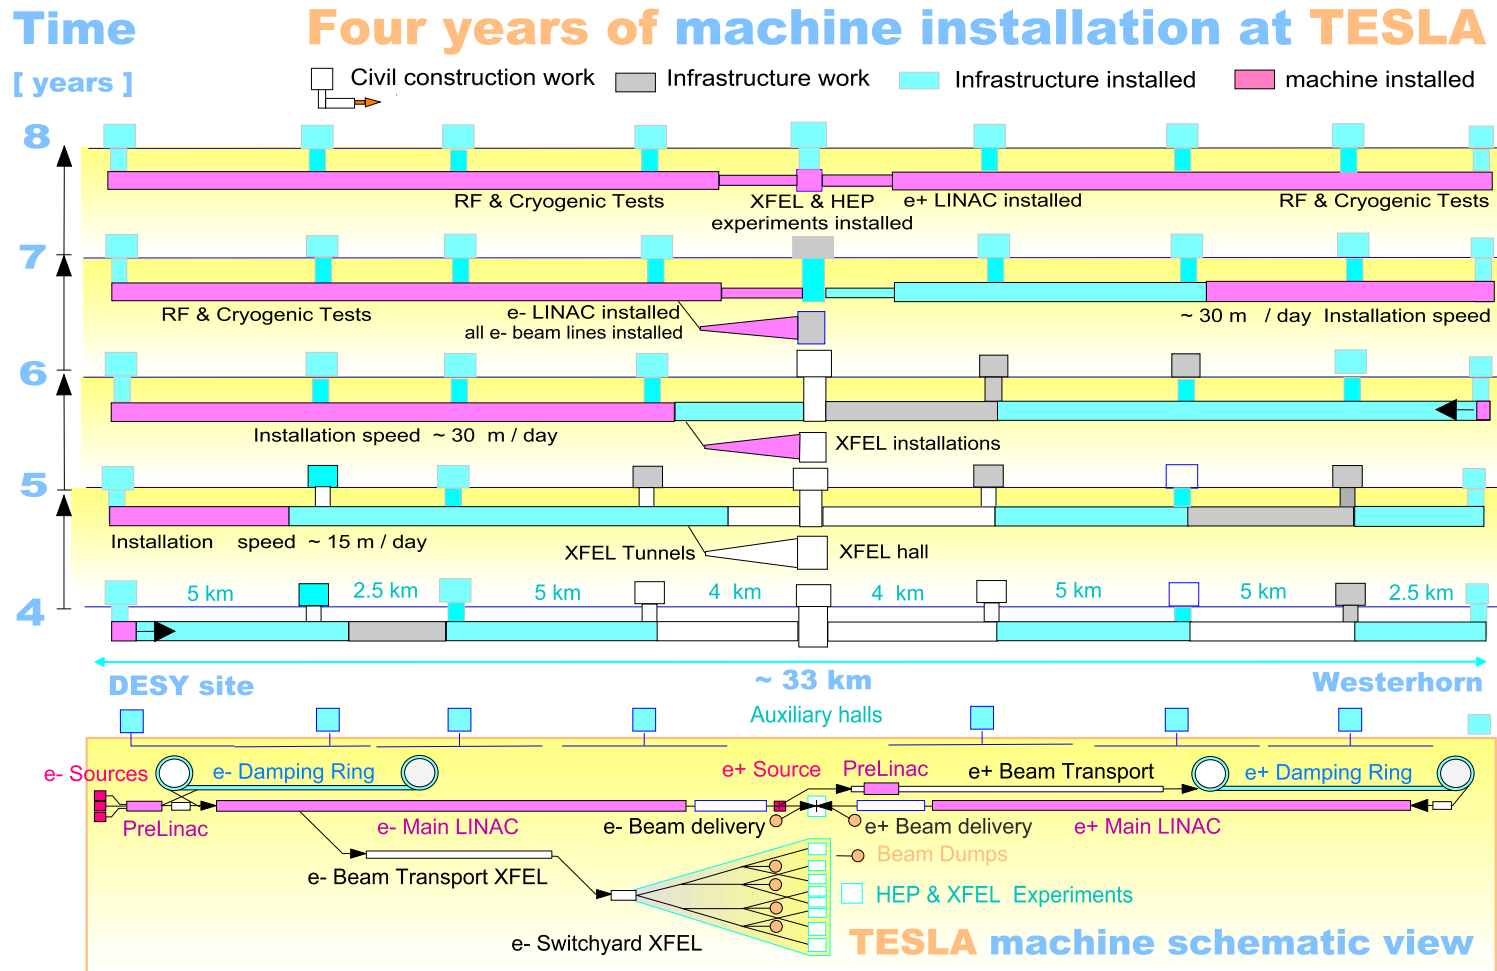 Time
Four years of machine installation at TESLA
[ years ]
Civil construction work
Infrastructure work
Infrastructure installed
machine installed
8
RF & Cryogenic Tests
XFEL & HEP
experiments installed
e+ LINAC installed
RF & Cryogenic Tests
7
RF & Cryogenic Tests
e- LINAC installed
all e- beam lines installed
~ 30 m / day Installation speed
6
Installation speed ~ 30 m / day
XFEL installations
5
Installation speed ~ 15 m / day
XFEL Tunnels
XFEL hall
4
5 km
2.5 km
5 km
4 km
4 km
5 km
5 km
2.5 km
DESY site
~ 33 km
Westerhorn
Auxiliary halls
e- Sources
e- Damping Ring
e+ Source
PreLinac
e+ Beam Transport
e+ Damping Ring
PreLinac
e- Main LINAC
e- Beam delivery
e+ Beam delivery
e+ Main LINAC
Beam Dumps
e- Beam Transport XFEL
HEP & XFEL Experiments
e- Switchyard XFEL
TESLA machine schematic view